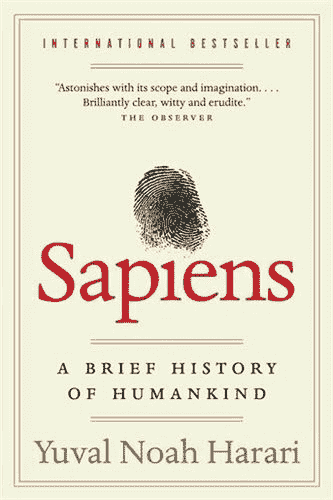 INTERNATIONAL BESTSELLER
“Astonishes with its scope and imagination. . . .
Brilliantly clear, witty and erudite.”
THE OBSERVER
Sapiens
A BRIEF HISTORY
OF HUMANKIND
Yuval Noah Harari